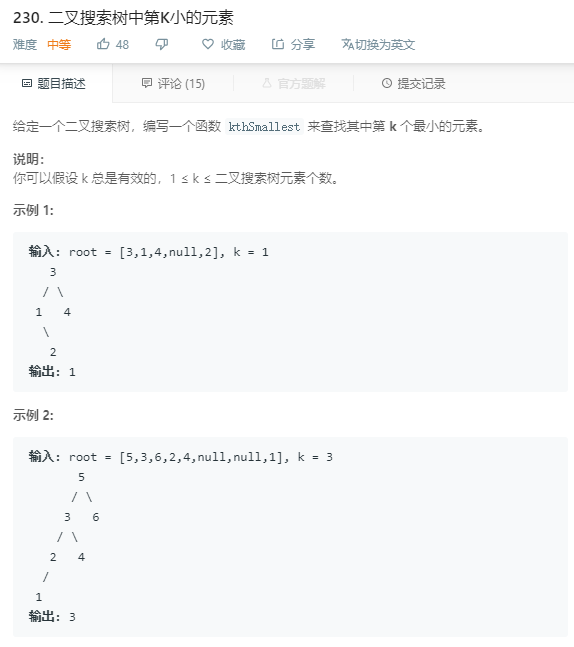 230. 二叉搜索树中第K小的元素
难度 中等 48 收藏 分享 切换为英文
题目描述 评论 (15) 官方题解 提交记录
给定一个二叉搜索树，编写一个函数 kthSmallest 来查找其中第 k 个最小的元素。
说明：
你可以假设 k 总是有效的，1 ≤ k ≤ 二叉搜索树元素个数。
示例 1:
输入: root = [3,1,4,null,2], k = 1
3
/ \
1 4
\
2
输出: 1
示例 2:
输入: root = [5,3,6,2,4,null,null,1], k = 3
5
/ \
3 6
/ \
2 4
/
1
输出: 3